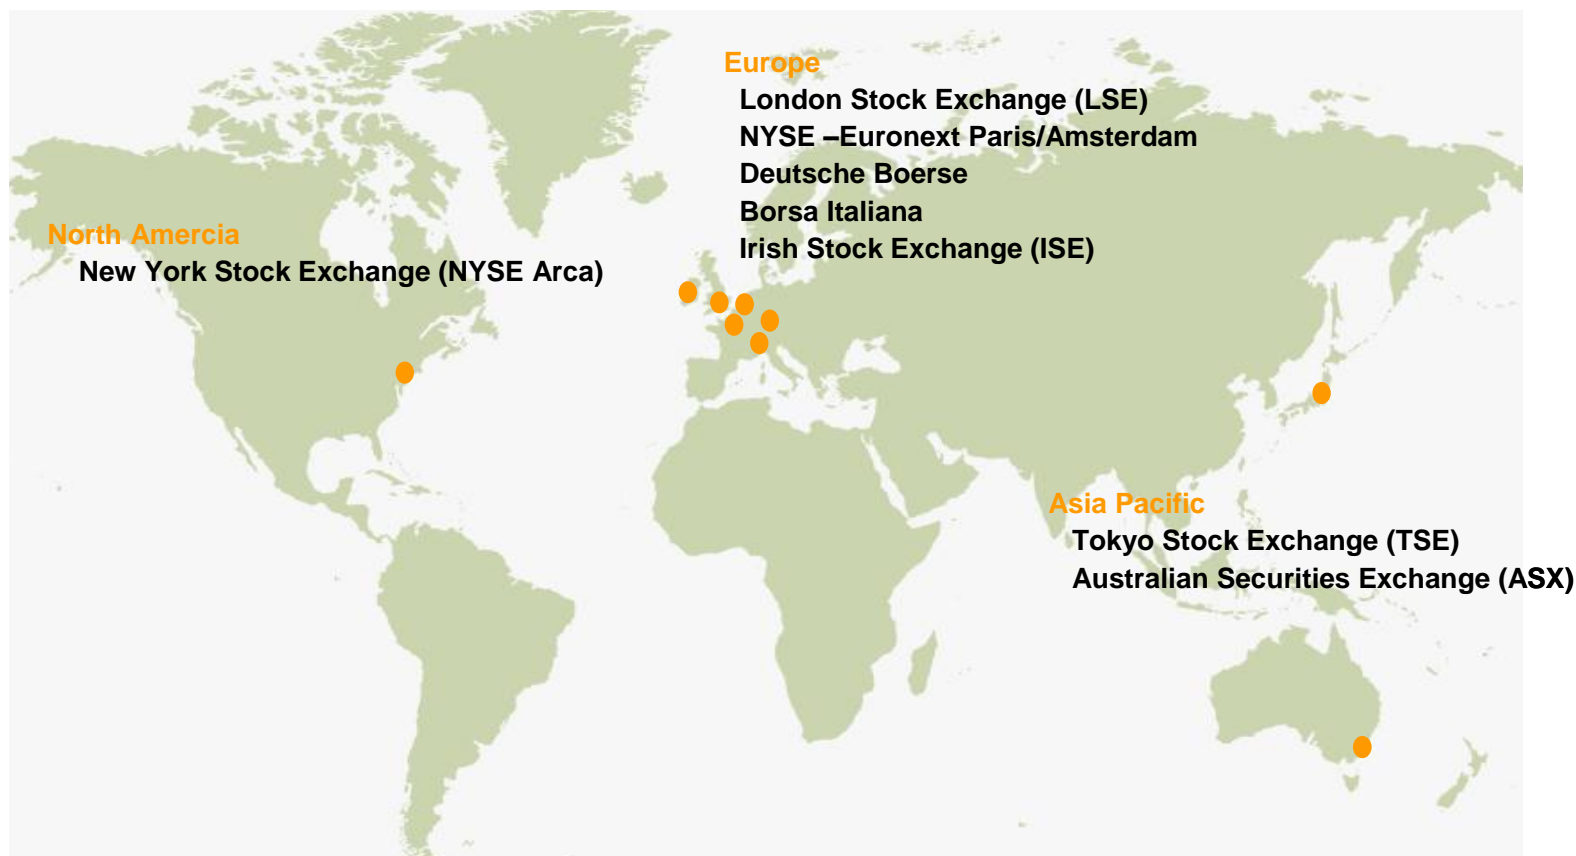 Europe
London Stock Exchange (LSE)
NYSE –Euronext Paris/Amsterdam
Deutsche Boerse
Borsa Italiana
Irish Stock Exchange (ISE)
North Amercia
New York Stock Exchange (NYSE Arca)
Asia Pacific
Tokyo Stock Exchange (TSE)
Australian Securities Exchange (ASX)